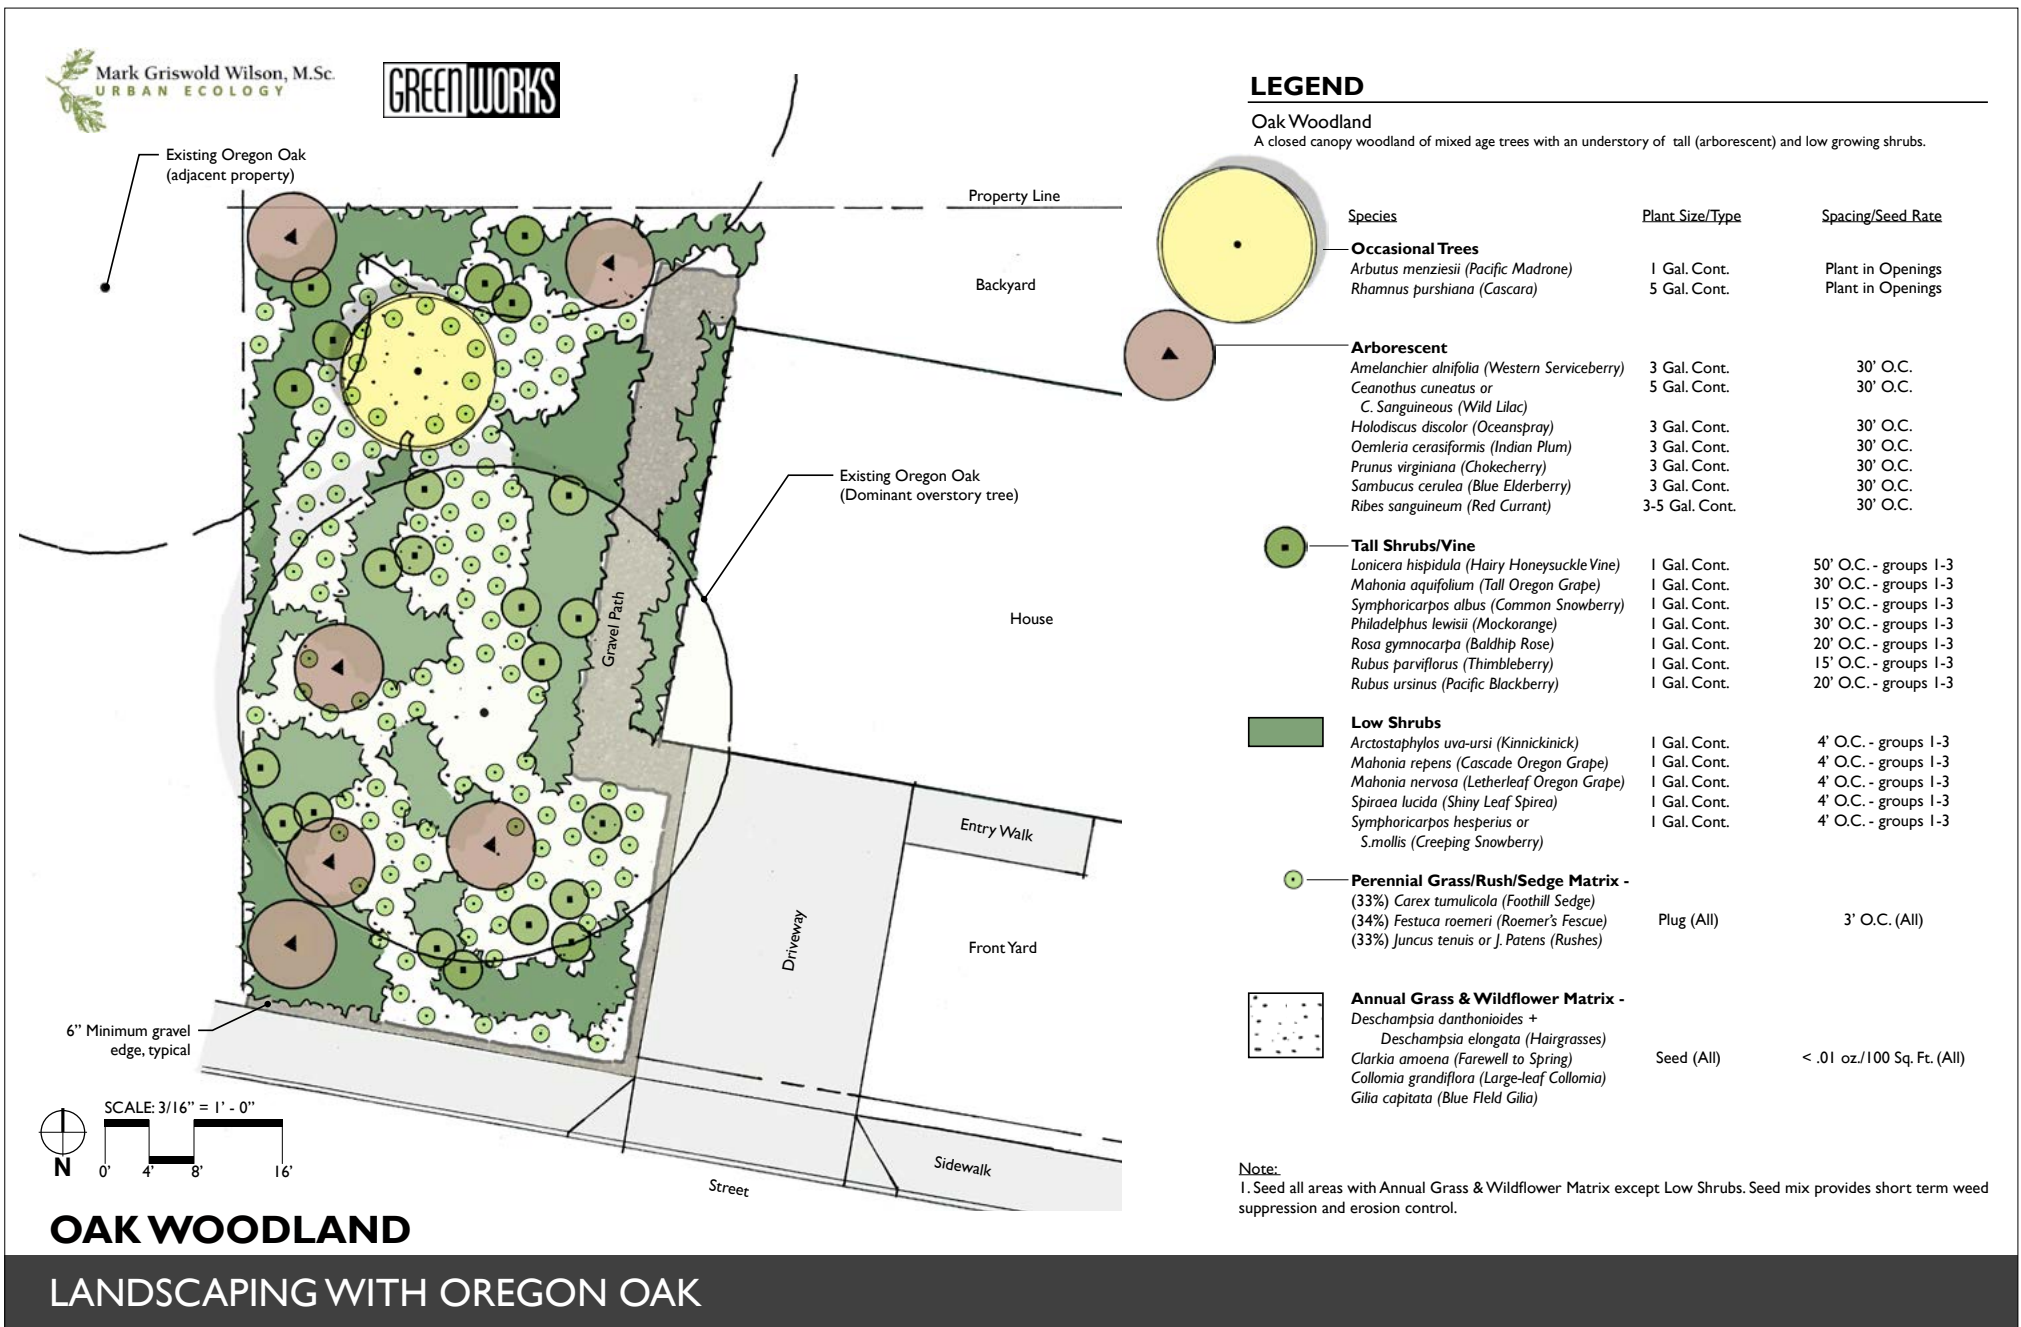 Mark Griswold Wilson, M.Sc.
URBAN ECOLOGY
GREENWORKS
Existing Oregon Oak
(adjacent property)
Property Line
Backyard
Existing Oregon Oak
(Dominant overstory tree)
House
Gravel Path
Entry Walk
Driveway
Front Yard
6” Minimum gravel
edge, typical
Sidewalk
Street
SCALE: 3/16” = 1’ - 0”
N
0' 4' 8' 16'
OAK WOODLAND
LANDSCAPING WITH OREGON OAK
LEGEND
Oak Woodland
A closed canopy woodland of mixed age trees with an understory of tall (arborescent) and low growing shrubs.
Species Plant Size/Type Spacing/Seed Rate
Occasional Trees
Arbutus menziesii (Pacific Madrone) 1 Gal. Cont. Plant in Openings
Rhamnus purshiana (Cascara) 5 Gal. Cont. Plant in Openings
Arborescent
Amelanchier alnifolia (Western Serviceberry) 3 Gal. Cont. 30’ O.C.
Ceanothus cuneatus or 5 Gal. Cont. 30’ O.C.
C. Sanguineous (Wild Lilac)
Holodiscus discolor (Oceanspray) 3 Gal. Cont. 30’ O.C.
Oemleria cerasiformis (Indian Plum) 3 Gal. Cont. 30’ O.C.
Prunus virginiana (Chokecherry) 3 Gal. Cont. 30’ O.C.
Sambucus cerulea (Blue Elderberry) 3 Gal. Cont. 30’ O.C.
Ribes sanguineum (Red Currant) 3-5 Gal. Cont. 30’ O.C.
Tall Shrubs/Vine
Lonicera hispidula (Hairy Honeysuckle Vine) 1 Gal. Cont. 50’ O.C. - groups 1-3
Mahonia aquifolium (Tall Oregon Grape) 1 Gal. Cont. 30’ O.C. - groups 1-3
Symphoricarpos albus (Common Snowberry) 1 Gal. Cont. 15’ O.C. - groups 1-3
Philadelphus lewisii (Mockorange) 1 Gal. Cont. 30’ O.C. - groups 1-3
Rosa gymnocarpa (Baldhip Rose) 1 Gal. Cont. 20’ O.C. - groups 1-3
Rubus parviflorus (Thimbleberry) 1 Gal. Cont. 15’ O.C. - groups 1-3
Rubus ursinus (Pacific Blackberry) 1 Gal. Cont. 20’ O.C. - groups 1-3
Low Shrubs
Arctostaphylos uva-ursi (Kinnickinick) 1 Gal. Cont. 4’ O.C. - groups 1-3
Mahonia repens (Cascade Oregon Grape) 1 Gal. Cont. 4’ O.C. - groups 1-3
Mahonia nervosa (Letherleaf Oregon Grape) 1 Gal. Cont. 4’ O.C. - groups 1-3
Spiraea lucida (Shiny Leaf Spirea) 1 Gal. Cont. 4’ O.C. - groups 1-3
Symphoricarpos hesperius or 1 Gal. Cont. 4’ O.C. - groups 1-3
S.mollis (Creeping Snowberry)
Perennial Grass/Rush/Sedge Matrix -
(33%) Carex tumulicola (Foothill Sedge)
(34%) Festuca roemeri (Roemer’s Fescue) Plug (All) 3’ O.C. (All)
(33%) Juncus tenuis or J. Patens (Rushes)
Annual Grass & Wildflower Matrix -
Deschampsia danthonioides +
Deschampsia elongata (Hairgrasses)
Clarkia amoena (Farewell to Spring) Seed (All) < .01 oz./100 Sq. Ft. (All)
Collomia grandiflora (Large-leaf Collomia)
Gilia capitata (Blue FIeld Gilia)
Note:
1. Seed all areas with Annual Grass & Wildflower Matrix except Low Shrubs. Seed mix provides short term weed
suppression and erosion control.